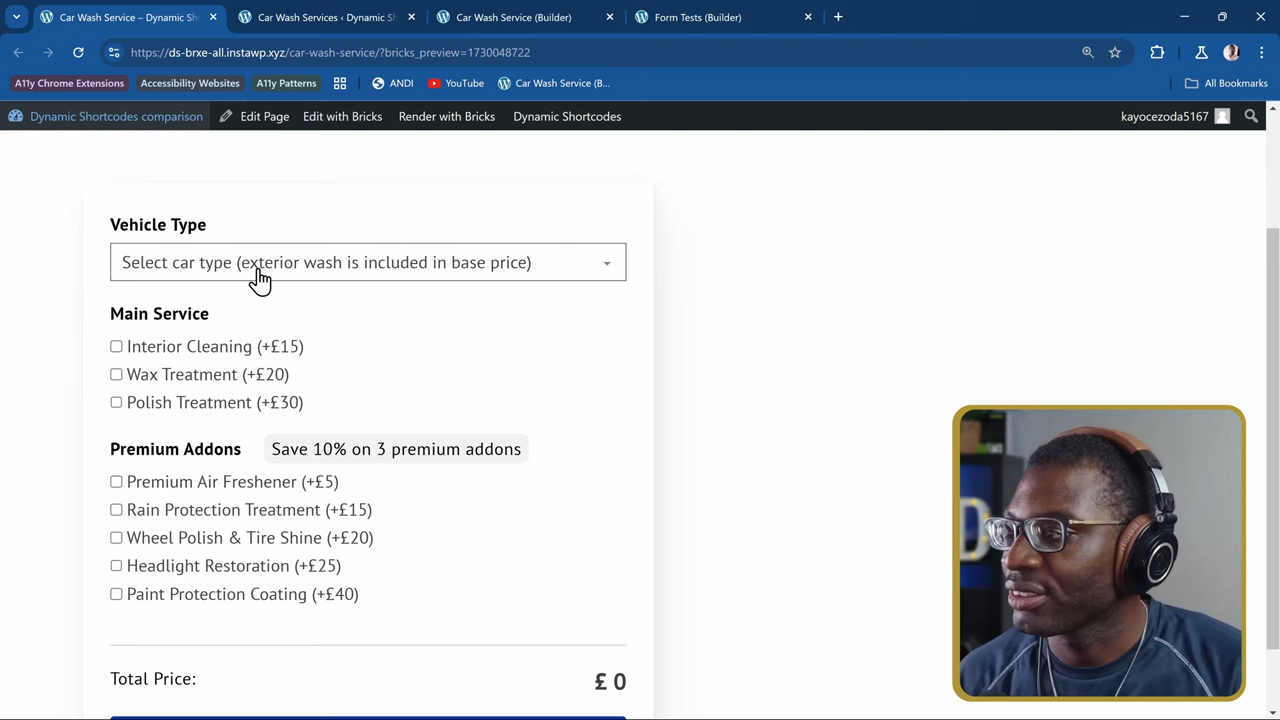 Car Wash Service – Dynamic Sh
Car Wash Services ‹ Dynamic S
Car Wash Service (Builder)
Form Tests (Builder)
https://ds-brxe-all.instawp.xyz/car-wash-service/?bricks_preview=1730048722
A11y Chrome Extensions
Accessibility Websites
A11y Patterns
ANDI
YouTube
Car Wash Service (B...
All Bookmarks
Dynamic Shortcodes comparison
Edit Page
Edit with Bricks
Render with Bricks
Dynamic Shortcodes
kayocezoda5167
Vehicle Type
Select car type (exterior wash is included in base price)
Main Service
Interior Cleaning (+£15)
Wax Treatment (+£20)
Polish Treatment (+£30)
Premium Addons
Save 10% on 3 premium addons
Premium Air Freshener (+£5)
Rain Protection Treatment (+£15)
Wheel Polish & Tire Shine (+£20)
Headlight Restoration (+£25)
Paint Protection Coating (+£40)
Total Price:
£ 0